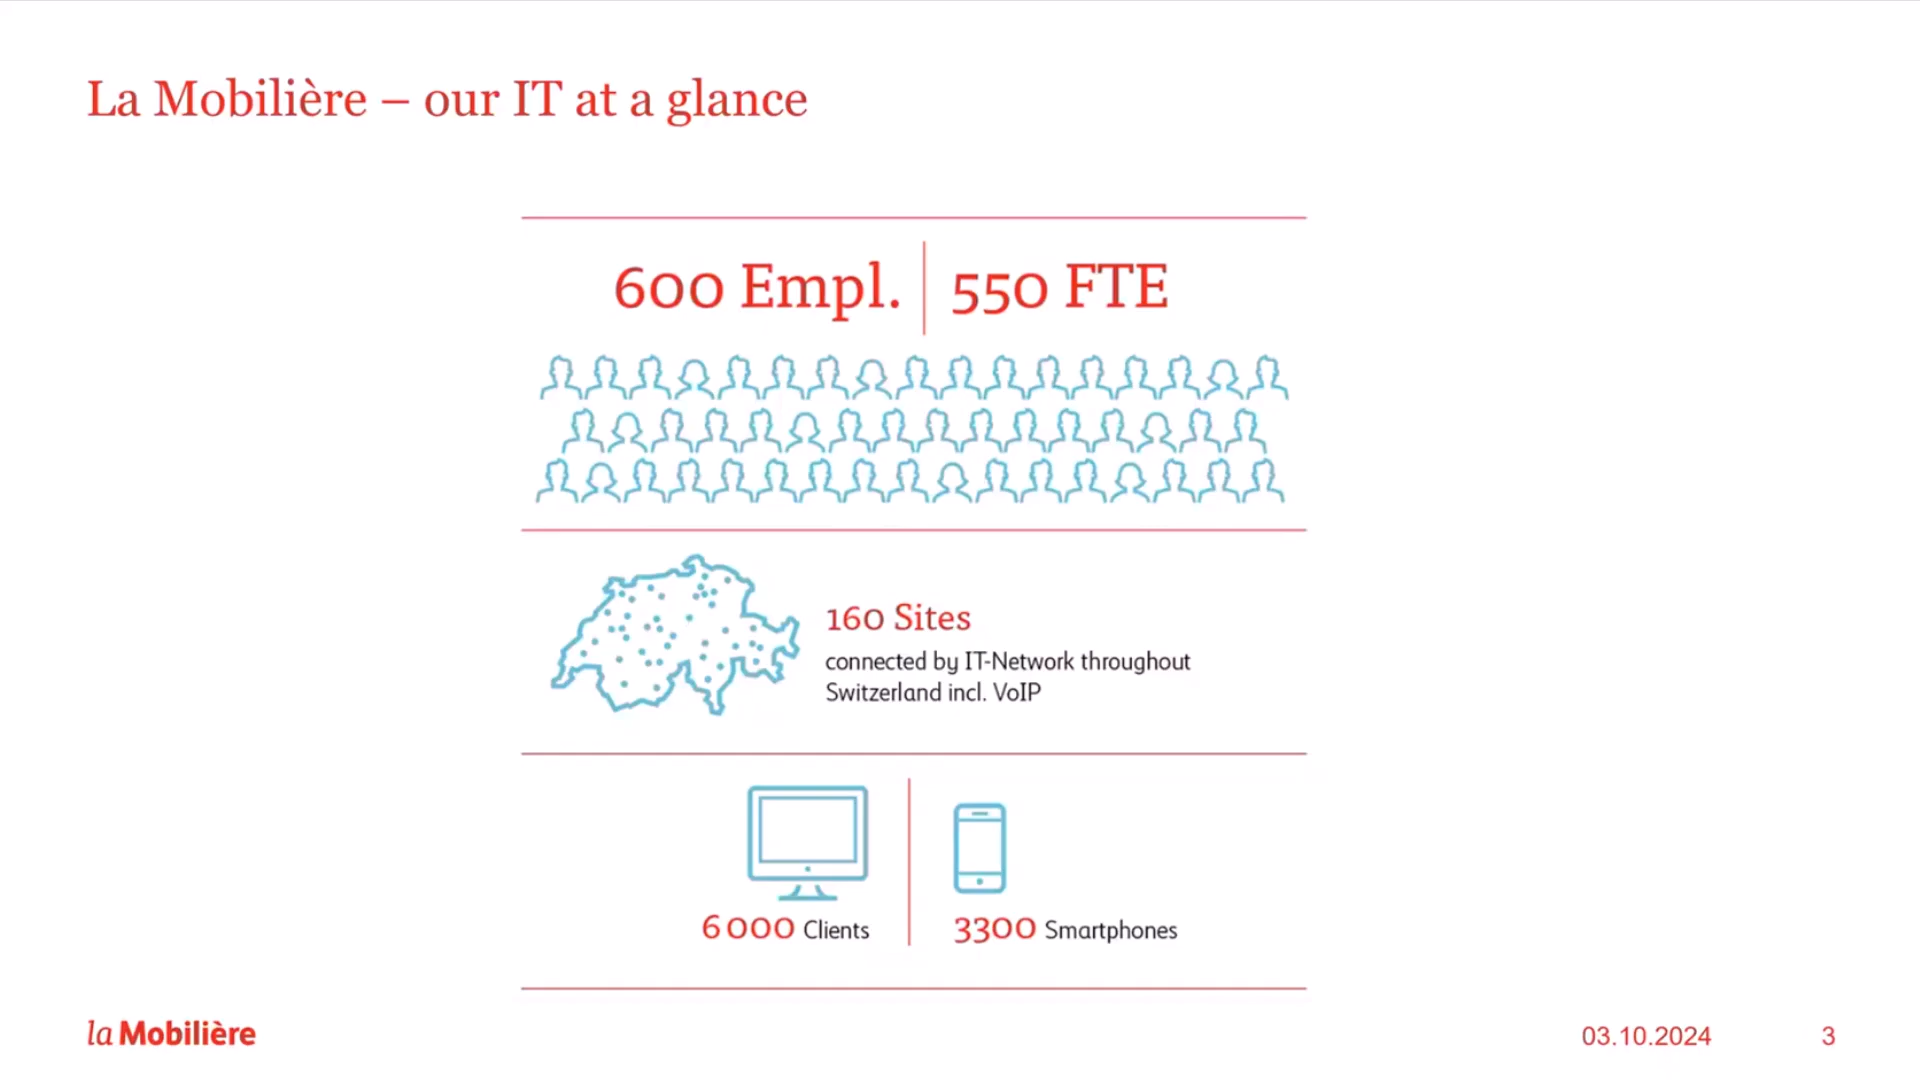 La Mobilière – our IT at a glance
600 Empl.
550 FTE
160 Sites
connected by IT-Network throughout
Switzerland incl. VoIP
6000 Clients
3300 Smartphones
la Mobilière
03.10.2024
3